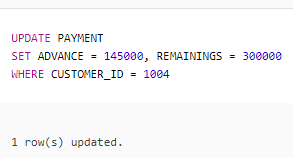 UPDATE PAYMENT
SET ADVANCE = 145000, REMAININGS = 300000
WHERE CUSTOMER_ID = 1004
1 row(s) updated.